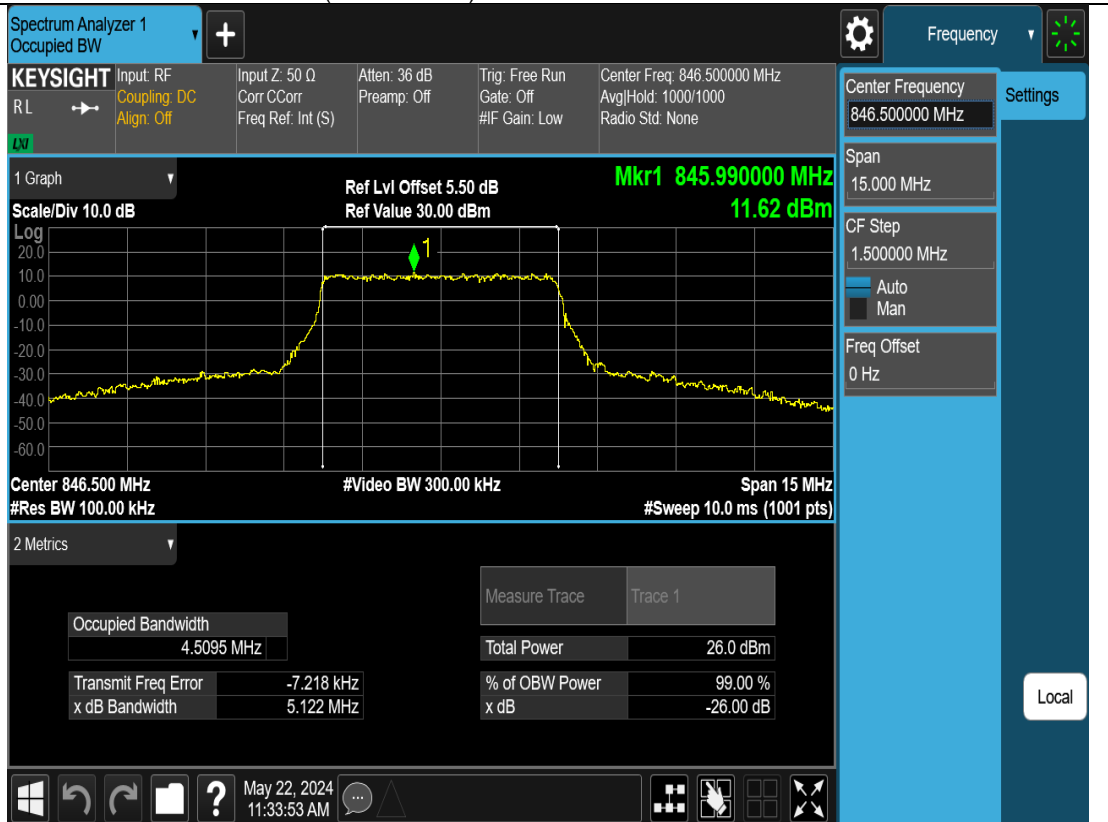 Spectrum Analyzer 1
Occupied BW
Frequency
KEYSIGHT
RL
LXI
Input: RF
Coupling: DC
Align: Off
Input Z: 50 Ω
Corr CCorr
Freq Ref: Int (S)
Atten: 36 dB
Preamp: Off
Trig: Free Run
Gate: Off
#IF Gain: Low
Center Freq: 846.500000 MHz
Avg|Hold: 1000/1000
Radio Std: None
Center Frequency
846.500000 MHz
Settings
Span
15.000 MHz
CF Step
1.500000 MHz
Auto
Man
Freq Offset
0 Hz
Local
1 Graph
Scale/Div 10.0 dB
Ref Lvl Offset 5.50 dB
Ref Value 30.00 dBm
Mkr1 845.990000 MHz
11.62 dBm
Log
1
20.0
10.0
0.00
-10.0
-20.0
-30.0
-40.0
-50.0
-60.0
Center 846.500 MHz
#Video BW 300.00 kHz
Span 15 MHz
#Res BW 100.00 kHz
#Sweep 10.0 ms (1001 pts)
2 Metrics
Measure Trace Trace 1
Occupied Bandwidth
4.5095 MHz
Total Power 26.0 dBm
Transmit Freq Error -7.218 kHz
% of OBW Power 99.00 %
x dB Bandwidth 5.122 MHz
x dB -26.00 dB
?
May 22, 2024
11:33:53 AM